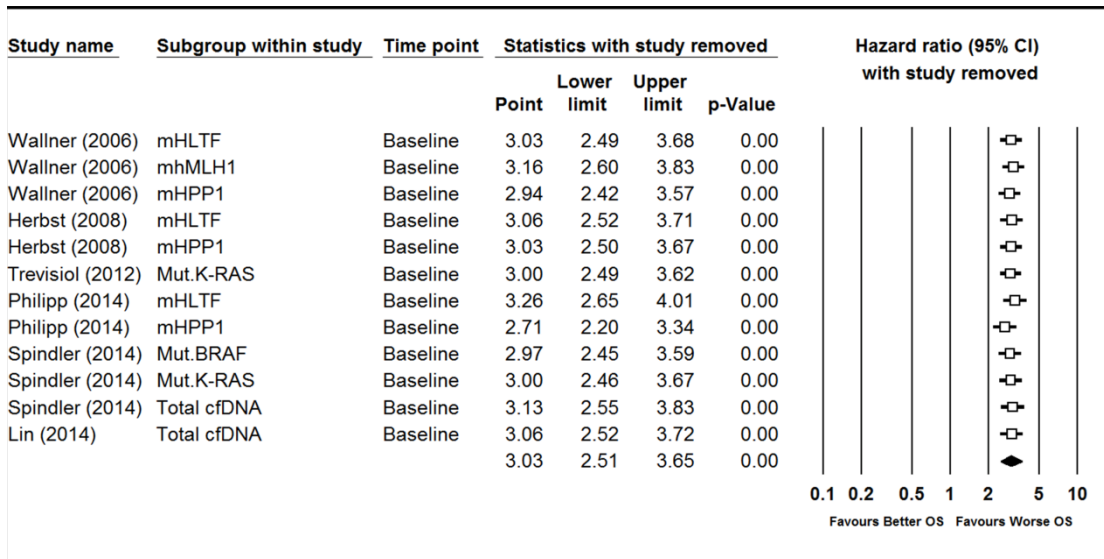 Study name Subgroup within study Time point Statistics with study removed Hazard ratio (95% CI)
with study removed
Lower Upper
Point limit limit p-Value
Wallner (2006) mHLTF Baseline 3.03 2.49 3.68 0.00
Wallner (2006) mhMLH1 Baseline 3.16 2.60 3.83 0.00
Wallner (2006) mHPP1 Baseline 2.94 2.42 3.57 0.00
Herbst (2008) mHLTF Baseline 3.06 2.52 3.71 0.00
Herbst (2008) mHPP1 Baseline 3.03 2.50 3.67 0.00
Trevisiol (2012) Mut.K-RAS Baseline 3.00 2.49 3.62 0.00
Philipp (2014) mHLTF Baseline 3.26 2.65 4.01 0.00
Philipp (2014) mHPP1 Baseline 2.71 2.20 3.34 0.00
Spindler (2014) Mut.BRAF Baseline 2.97 2.45 3.59 0.00
Spindler (2014) Mut.K-RAS Baseline 3.00 2.46 3.67 0.00
Spindler (2014) Total cfDNA Baseline 3.13 2.55 3.83 0.00
Lin (2014) Total cfDNA Baseline 3.06 2.52 3.72 0.00
3.03 2.51 3.65 0.00
0.1 0.2 0.5 1 2 5 10
Favours Better OS Favours Worse OS